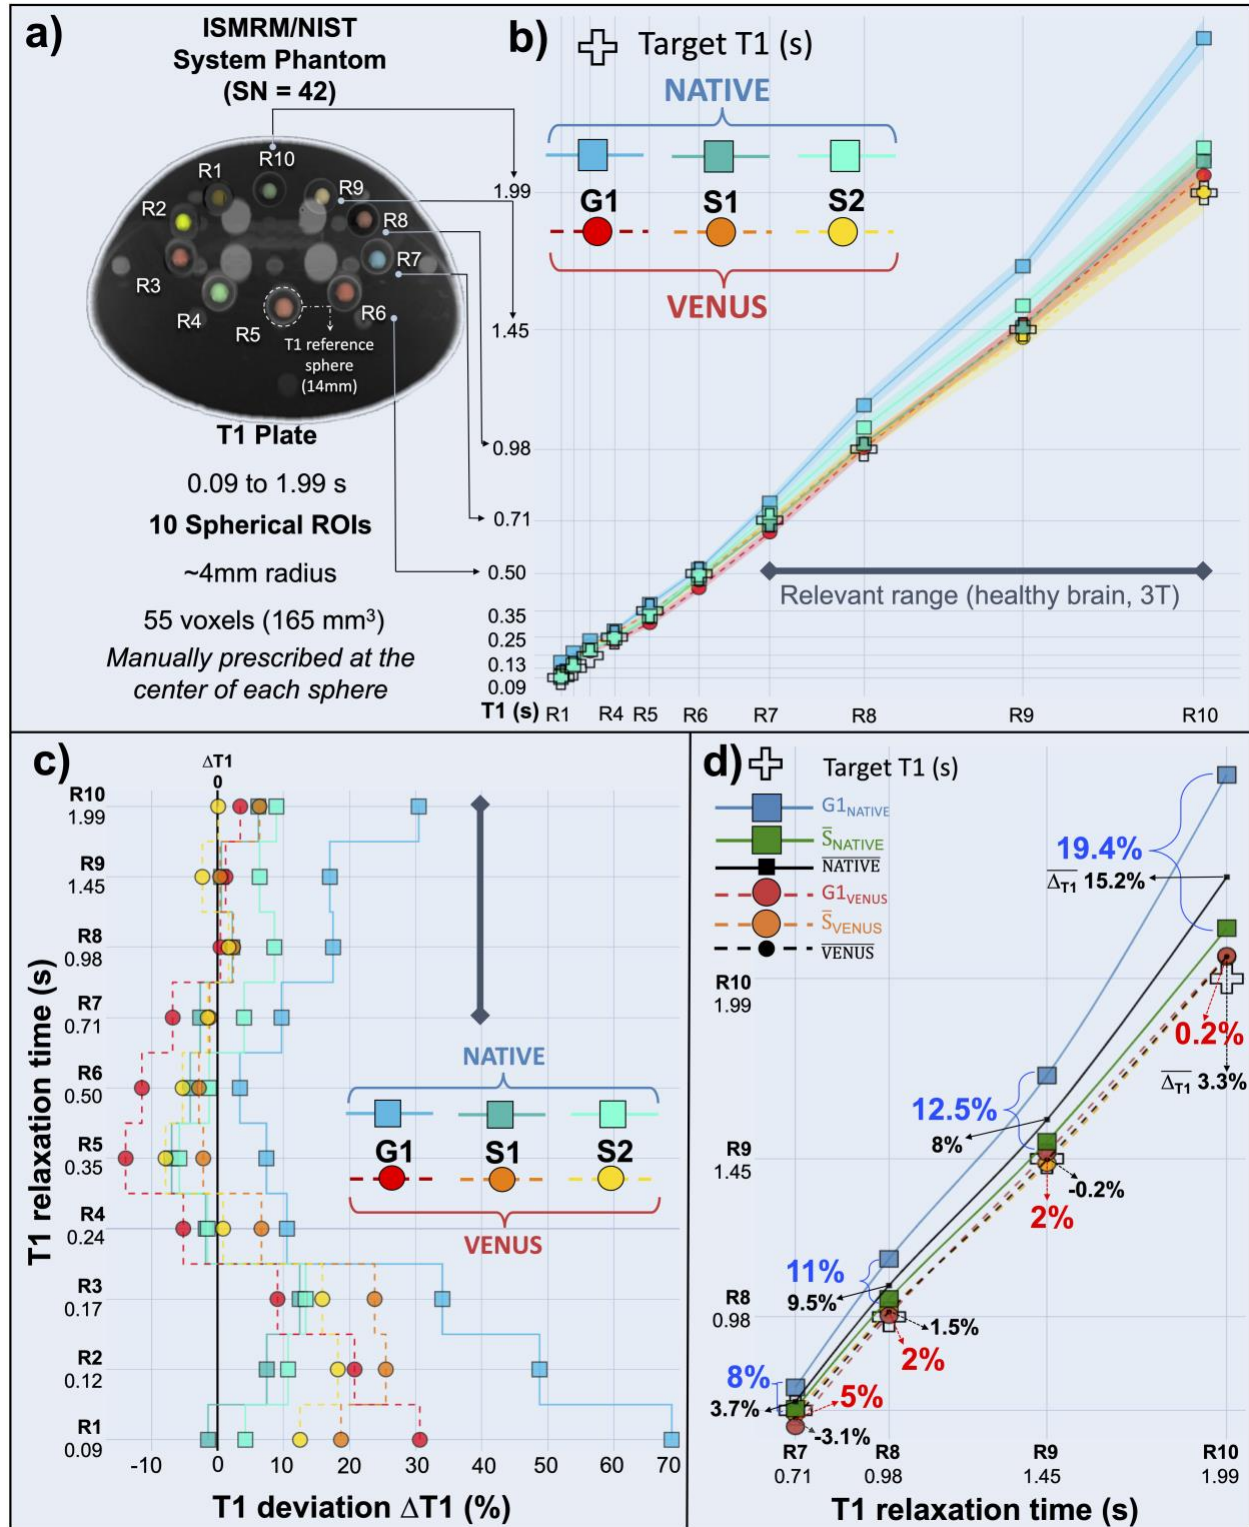 a)
ISMRM/NIST
System Phantom
(SN = 42)
R10
R1
R9
R2
R8
R7
R3
R6
R4
R5
T1 reference
sphere
(14mm)
T1 Plate
0.09 to 1.99 s
10 Spherical ROIs
~4mm radius
55 voxels (165 mm³)
Manually prescribed at the
center of each sphere
b)
Target T1 (s)
NATIVE
G1 S1 S2
VENUS
1.99
1.45
0.98
0.71
0.50
0.35
0.25
0.13
0.09
Relevant range (healthy brain, 3T)
T1 (s) R1 R4 R5 R6 R7 R8 R9 R10
c)
ΔT1
0
R10
1.99
R9
1.45
R8
0.98
R7
0.71
R6
0.50
R5
0.35
R4
0.24
R3
0.17
R2
0.12
R1
0.09
T1 relaxation time (s)
NATIVE
G1 S1 S2
VENUS
-10 0 10 20 30 40 50 60 70
T1 deviation ΔT1 (%)
d)
Target T1 (s)
G1NATIVE
S̅NATIVE
N̅A̅T̅I̅V̅E̅
G1VENUS
S̅VENUS
V̅E̅N̅U̅S̅
19.4%
Δ̅T̅1̅ 15.2%
R10
1.99
0.2%
Δ̅T̅1̅ 3.3%
12.5%
8%
R9
1.45
-0.2%
2%
11%
9.5%
R8
0.98
1.5%
2%
8%
3.7%
5%
-3.1%
R7 R8 R9 R10
0.71 0.98 1.45 1.99
T1 relaxation time (s)